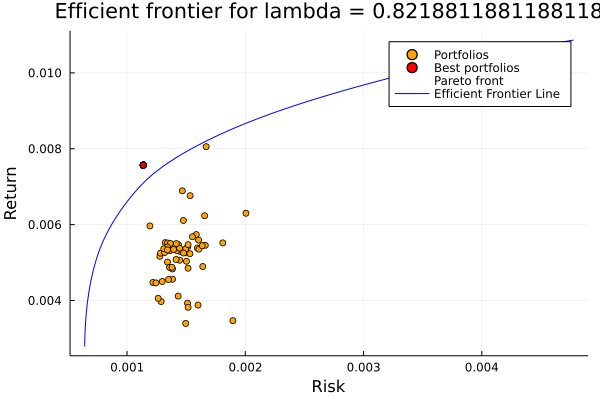 Efficient frontier for lambda = 0.8218811881188118
Portfolios
Best portfolios
Pareto front
Efficient Frontier Line
Return
0.010
0.008
0.006
0.004
0.001
0.002
0.003
0.004
Risk